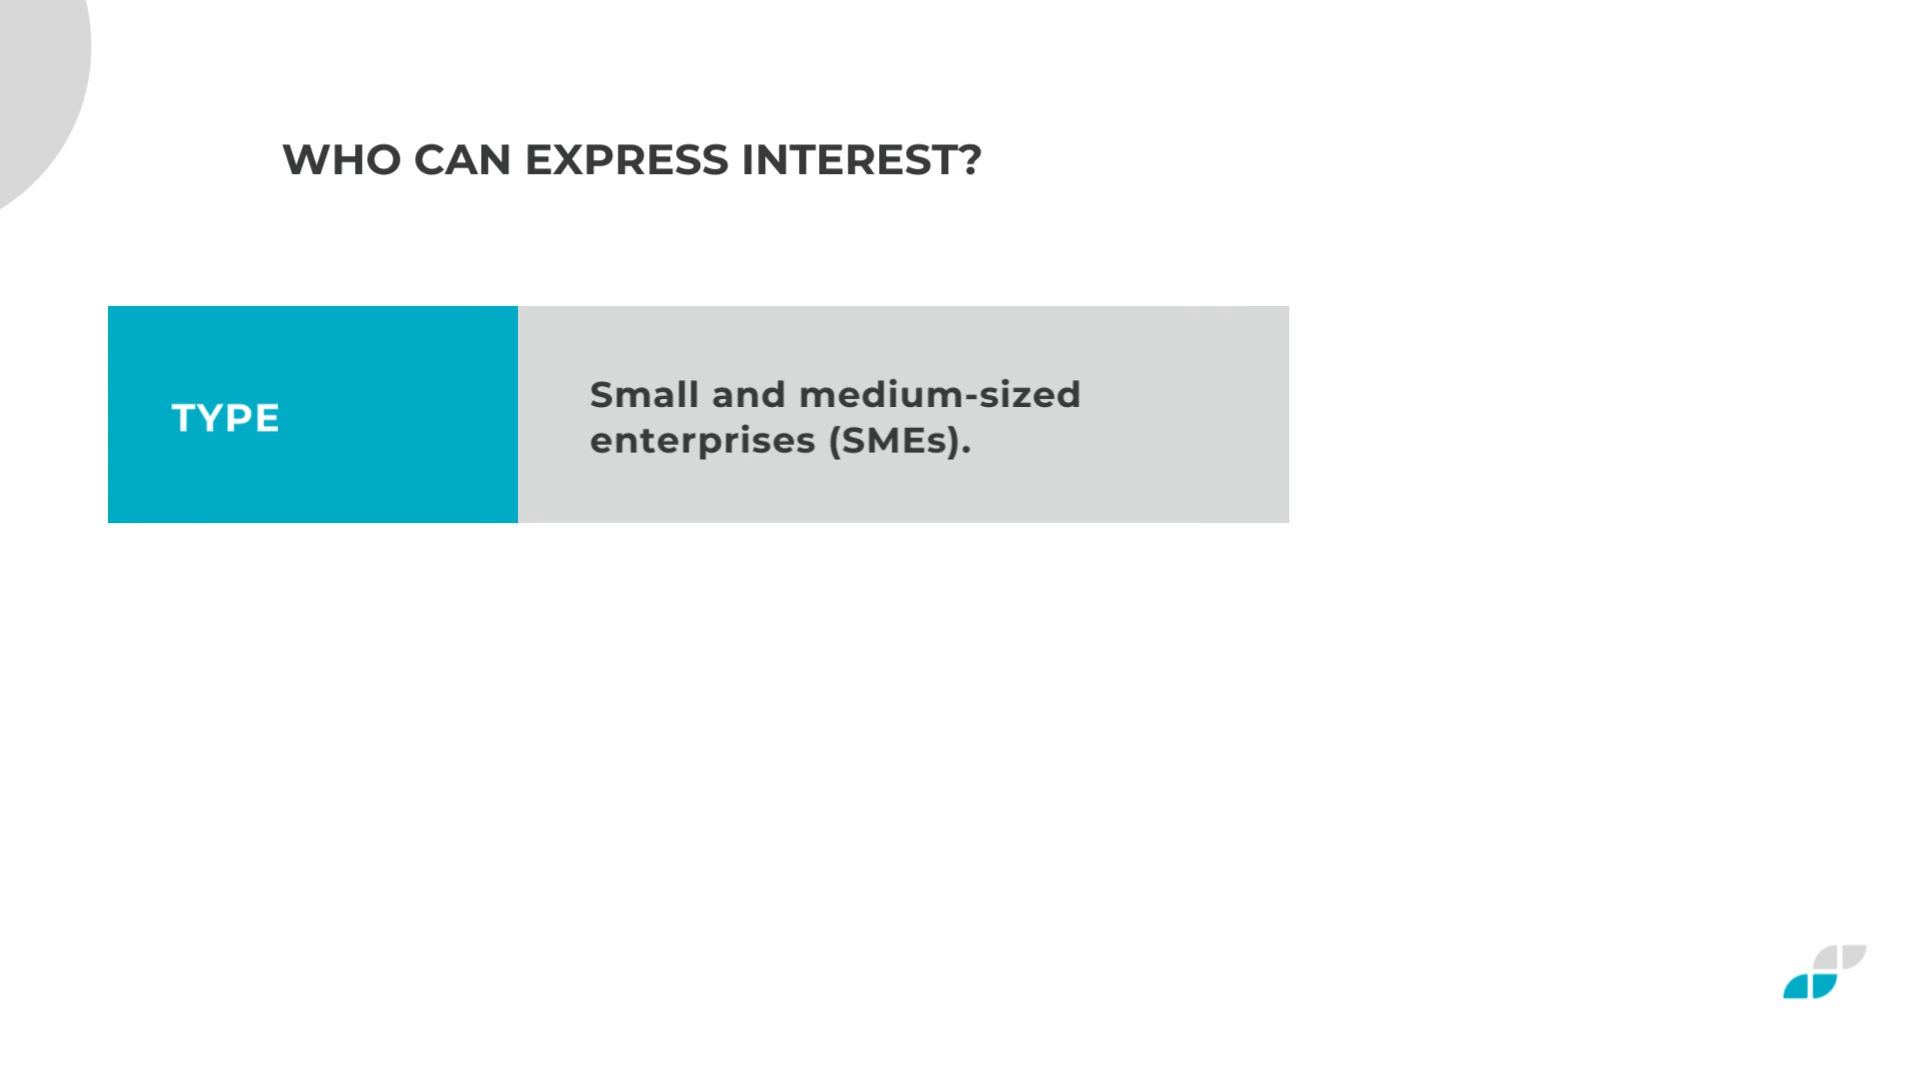 WHO CAN EXPRESS INTEREST?
TYPE
Small and medium-sized
enterprises (SMEs).